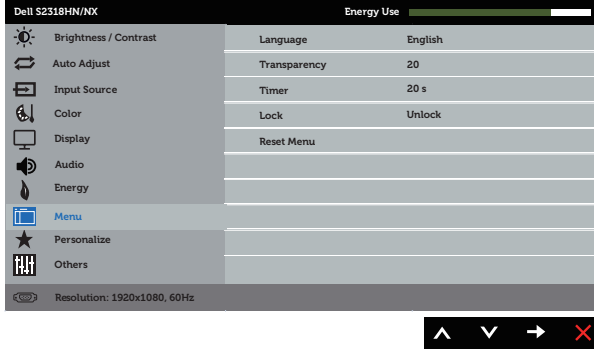 Dell S2318HN/NX Energy Use
Brightness / Contrast
Auto Adjust
Input Source
Color
Display
Audio
Energy
Menu
Personalize
Others
Language English
Transparency 20
Timer 20 s
Lock Unlock
Reset Menu
Resolution: 1920x1080, 60Hz